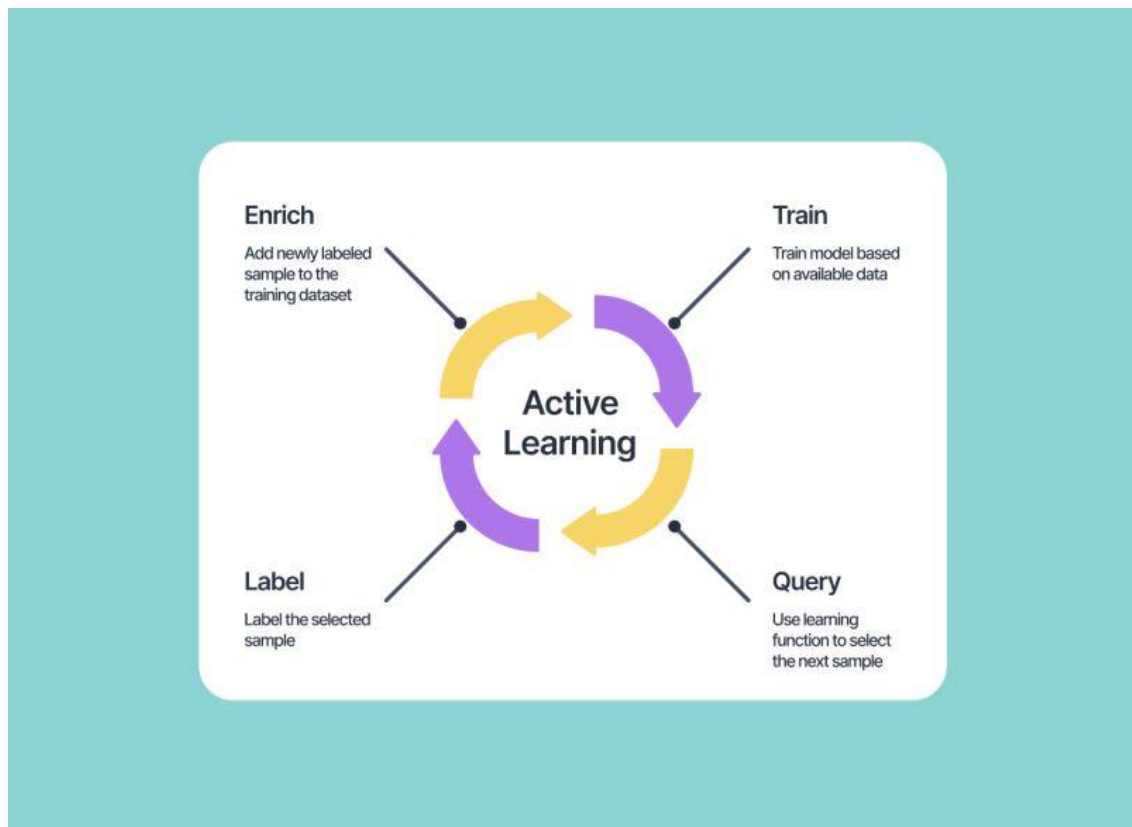 Enrich
Add newly labeled
sample to the
training dataset
Train
Train model based
on available data
Active
Learning
Label
Label the selected
sample
Query
Use learning
function to select
the next sample